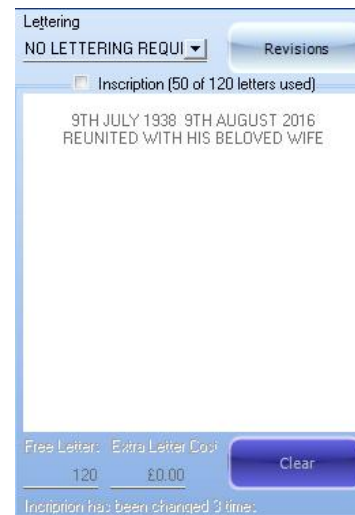 Lettering
NO LETTERING REQUI
Revisions
Inscription (50 of 120 letters used)
9TH JULY 1938 9TH AUGUST 2016
REUNITED WITH HIS BELOVED WIFE
Free Letters Extra Letter Cost
120 £0.00
Clear
Incription has been changed 3 times